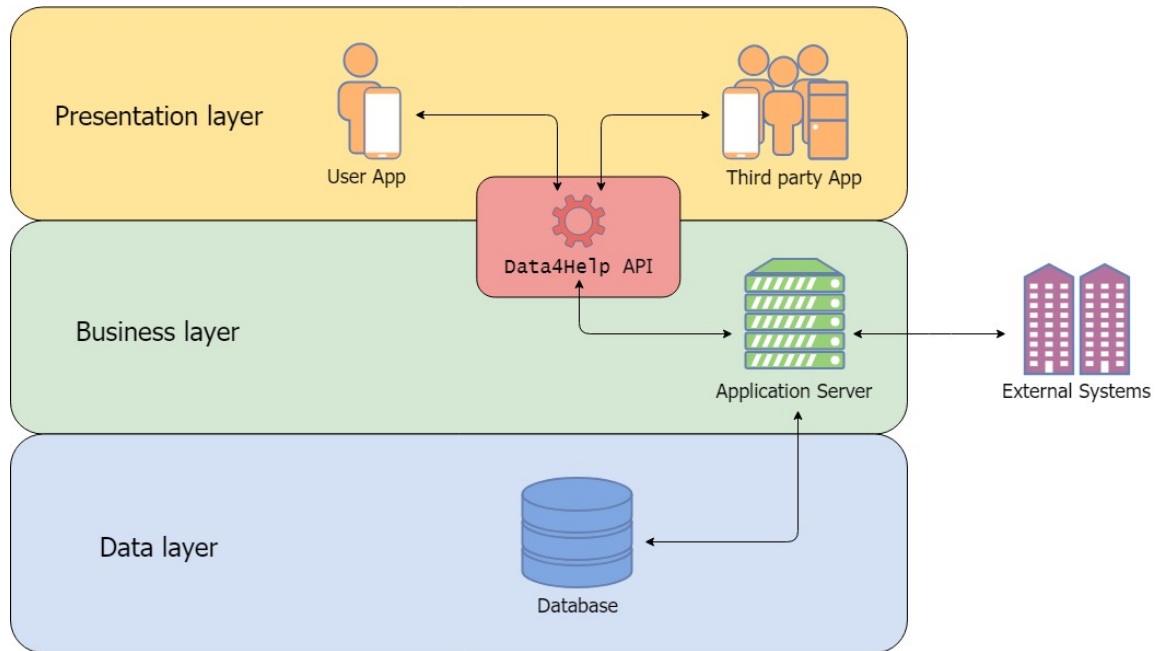 Presentation layer
User App
Third party App
Data4Help API
Business layer
Application Server
External Systems
Data layer
Database